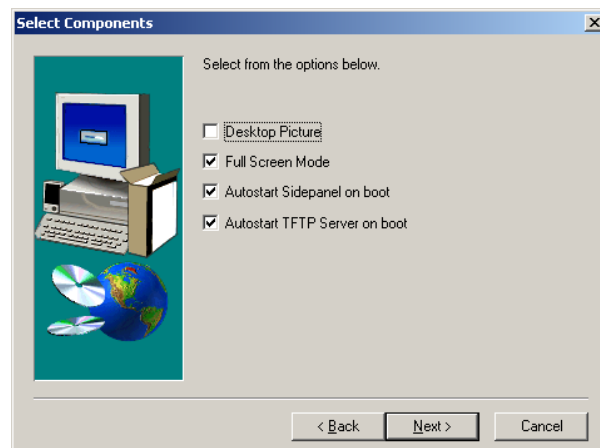 Select Components
Select from the options below.
Desktop Picture
Full Screen Mode
Autostart Sidepanel on boot
Autostart TFTP Server on boot
< Back Next > Cancel